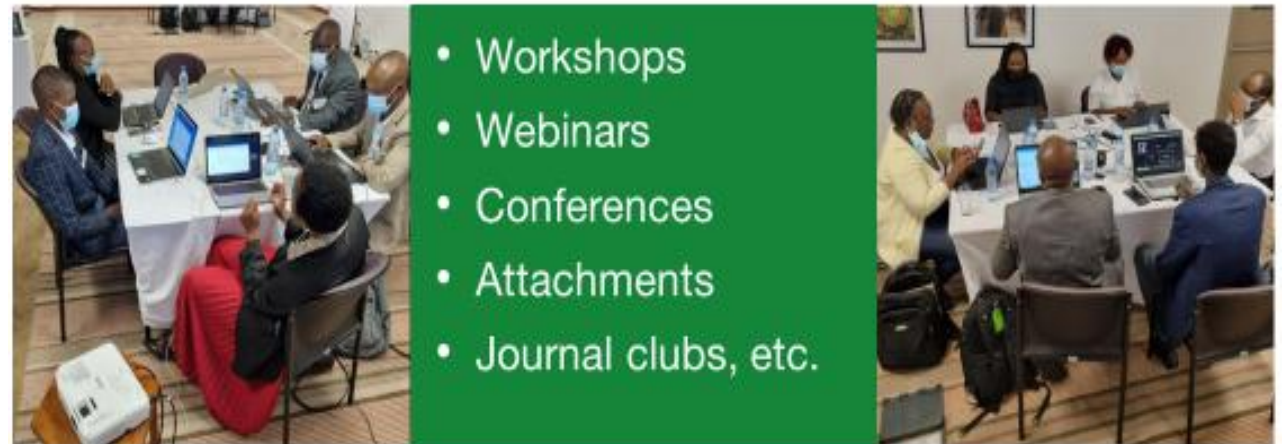 • Workshops
• Webinars
• Conferences
• Attachments
• Journal clubs, etc.